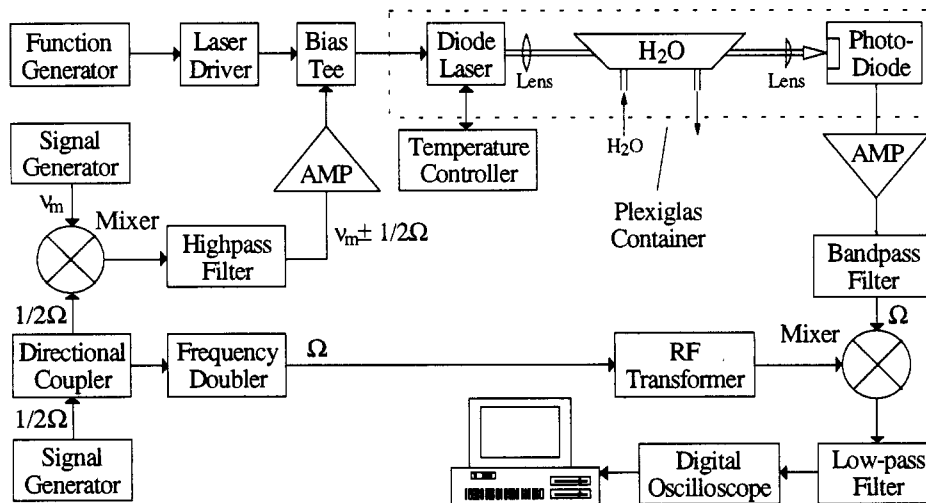 Function
Generator
Laser
Driver
Bias
Tee
Diode
Laser
Lens
H₂O
Lens
Photo-
Diode
Signal
Generator
AMP
Temperature
Controller
H₂O
AMP
νm
Mixer
Highpass
Filter
νm± 1/2Ω
Plexiglas
Container
Bandpass
Filter
1/2Ω
Ω
Directional
Coupler
Frequency
Doubler
Ω
RF
Transformer
Mixer
1/2Ω
Signal
Generator
Digital
Oscilloscope
Low-pass
Filter